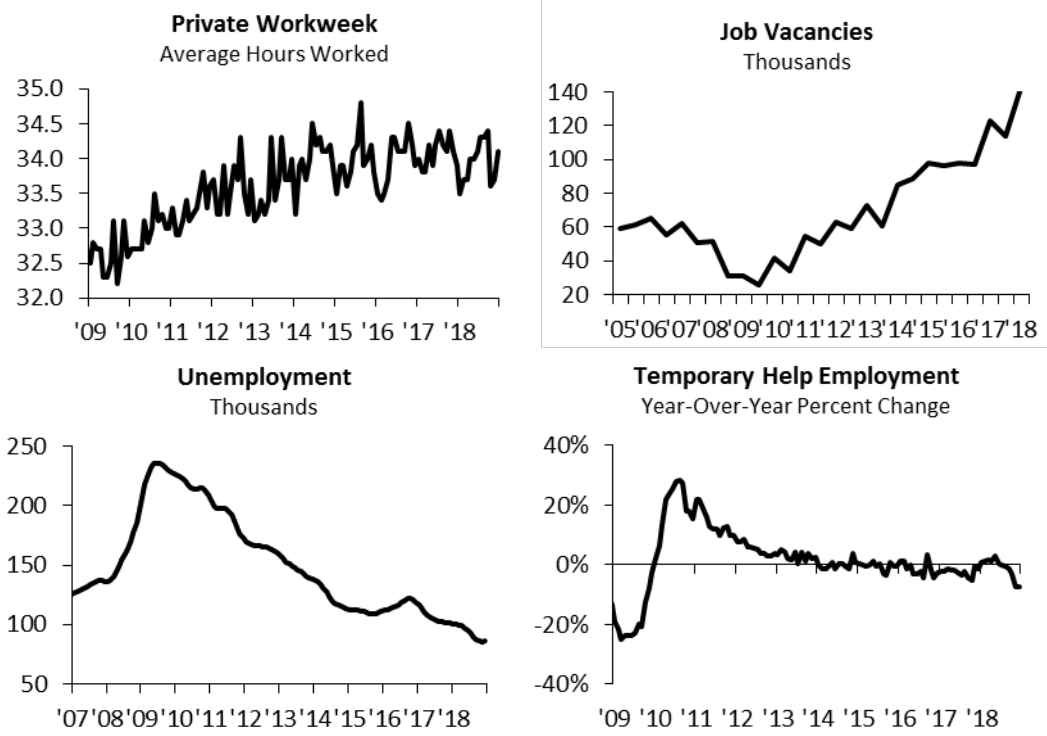 Private Workweek
Average Hours Worked
35.0
34.5
34.0
33.5
33.0
32.5
32.0
'09 '10 '11 '12 '13 '14 '15 '16 '17 '18
Job Vacancies
Thousands
140
120
100
80
60
40
20
'05'06'07'08'09'10'11'12'13'14'15'16'17'18
Unemployment
Thousands
250
200
150
100
50
'07'08'09'10'11'12'13'14'15'16'17'18
Temporary Help Employment
Year-Over-Year Percent Change
40%
20%
0%
-20%
-40%
'09 '10 '11 '12 '13 '14 '15 '16 '17 '18